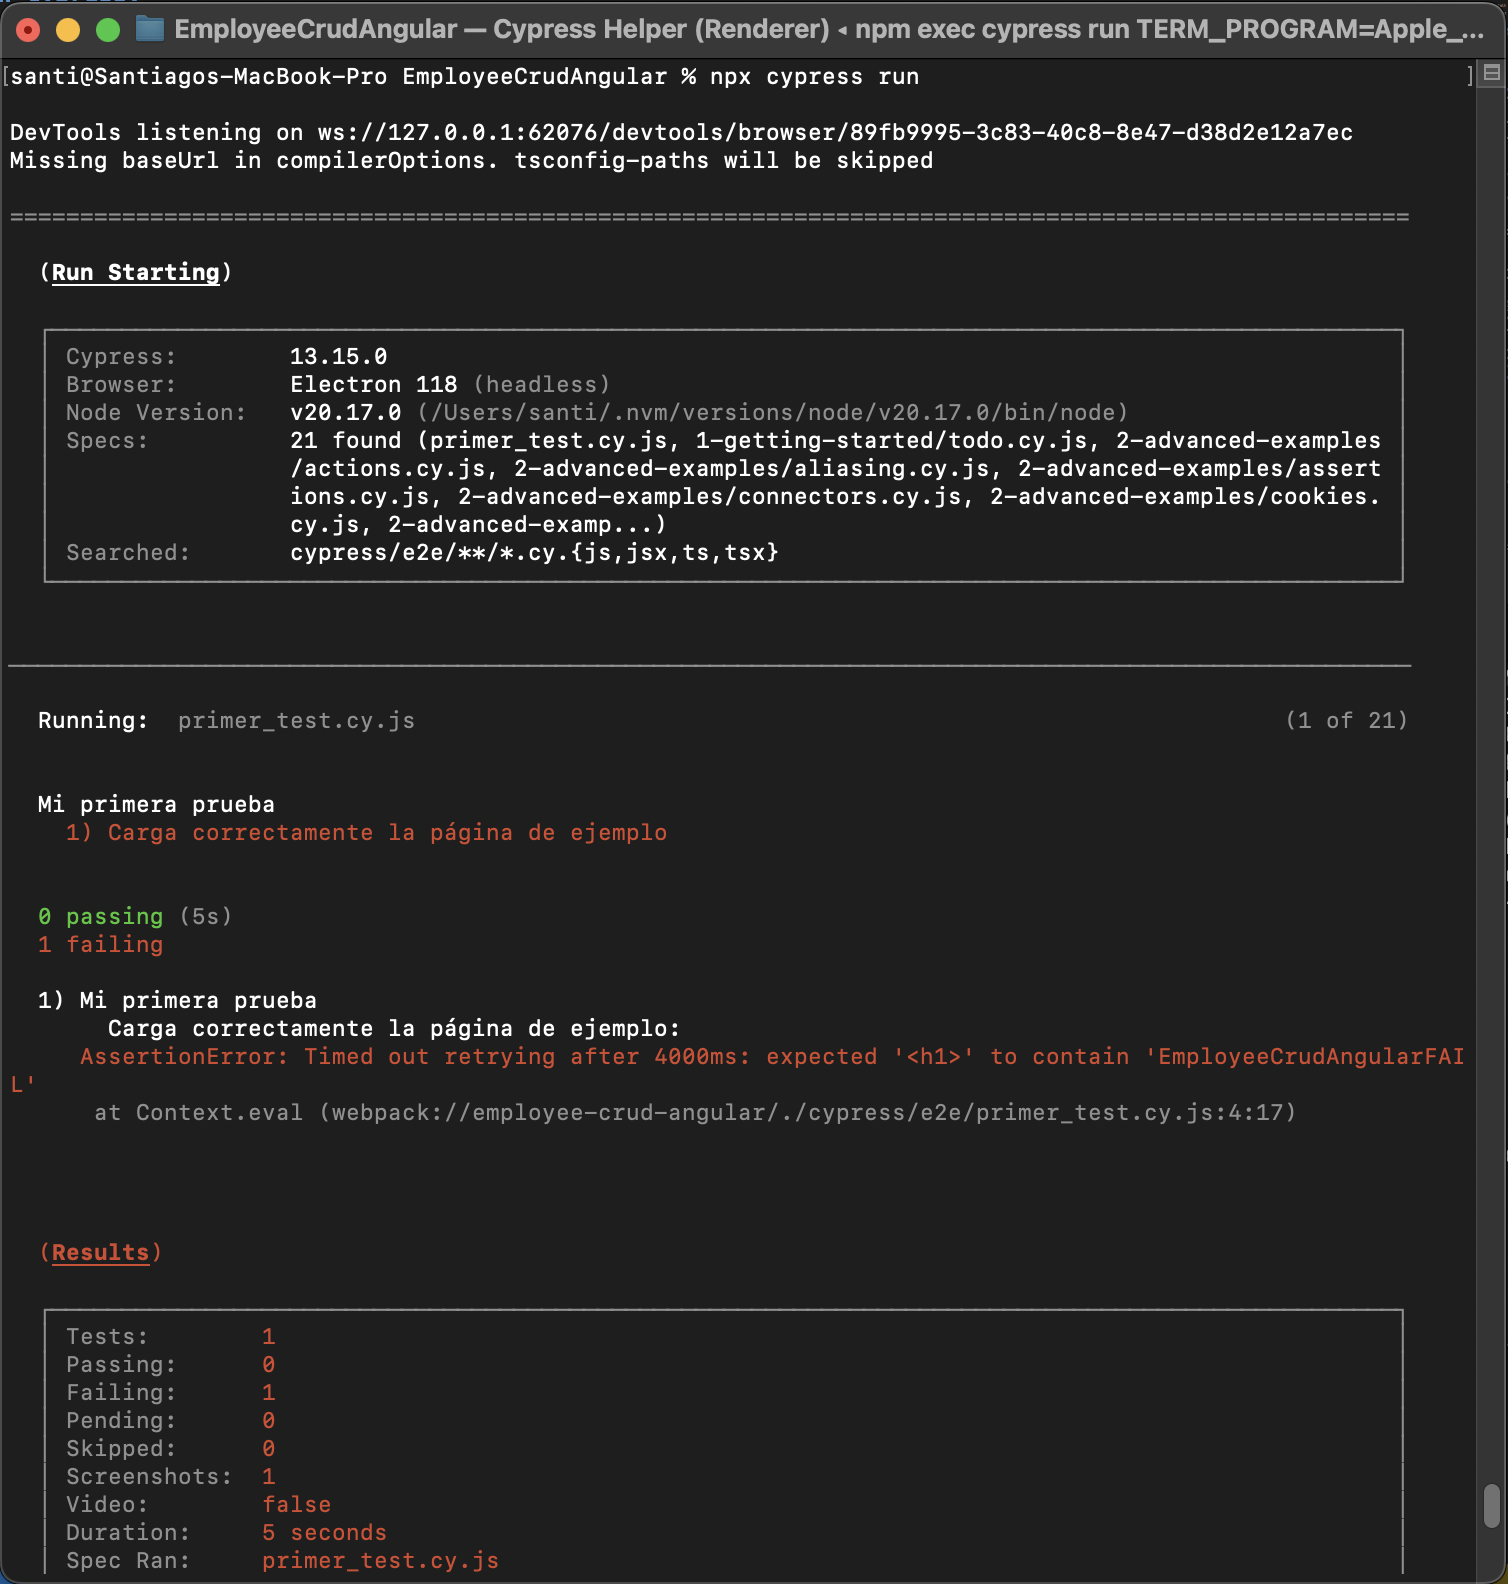 EmployeeCrudAngular — Cypress Helper (Renderer) ◂ npm exec cypress run TERM_PROGRAM=Apple_...
[santi@Santiagos-MacBook-Pro EmployeeCrudAngular % npx cypress run ]
DevTools listening on ws://127.0.0.1:62076/devtools/browser/89fb9995-3c83-40c8-8e47-d38d2e12a7ec
Missing baseUrl in compilerOptions. tsconfig-paths will be skipped
====================================================================================================
(Run Starting)
Cypress: 13.15.0
Browser: Electron 118 (headless)
Node Version: v20.17.0 (/Users/santi/.nvm/versions/node/v20.17.0/bin/node)
Specs: 21 found (primer_test.cy.js, 1-getting-started/todo.cy.js, 2-advanced-examples
/actions.cy.js, 2-advanced-examples/aliasing.cy.js, 2-advanced-examples/assert
ions.cy.js, 2-advanced-examples/connectors.cy.js, 2-advanced-examples/cookies.
cy.js, 2-advanced-examp...)
Searched: cypress/e2e/**/*.cy.{js,jsx,ts,tsx}
Running: primer_test.cy.js (1 of 21)
Mi primera prueba
1) Carga correctamente la página de ejemplo
0 passing (5s)
1 failing
1) Mi primera prueba
Carga correctamente la página de ejemplo:
AssertionError: Timed out retrying after 4000ms: expected '<h1>' to contain 'EmployeeCrudAngularFAI
L'
at Context.eval (webpack://employee-crud-angular/./cypress/e2e/primer_test.cy.js:4:17)
(Results)
Tests: 1
Passing: 0
Failing: 1
Pending: 0
Skipped: 0
Screenshots: 1
Video: false
Duration: 5 seconds
Spec Ran: primer_test.cy.js